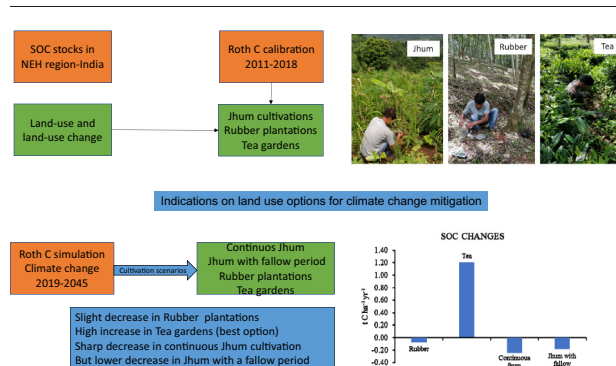 SOC stocks in
NEH region-India
Roth C calibration
2011-2018
Land-use and
land-use change
Jhum cultivations
Rubber plantations
Tea gardens
Jhum
Rubber
Tea
Indications on land use options for climate change mitigation
Roth C simulation
Climate change
2019-2045
Cultivation scenarios
Continuos Jhum
Jhum with fallow period
Rubber plantations
Tea gardens
Slight decrease in Rubber plantations
High increase in Tea gardens (best option)
Sharp decrease in continuous Jhum cultivation
But lower decrease in Jhum with a fallow period
SOC CHANGES
t C ha⁻¹ yr⁻¹
1.40
1.20
1.00
0.80
0.60
0.40
0.20
0.00
-0.20
-0.40
Tea
Rubber
Continuous
Jhum with
fallow